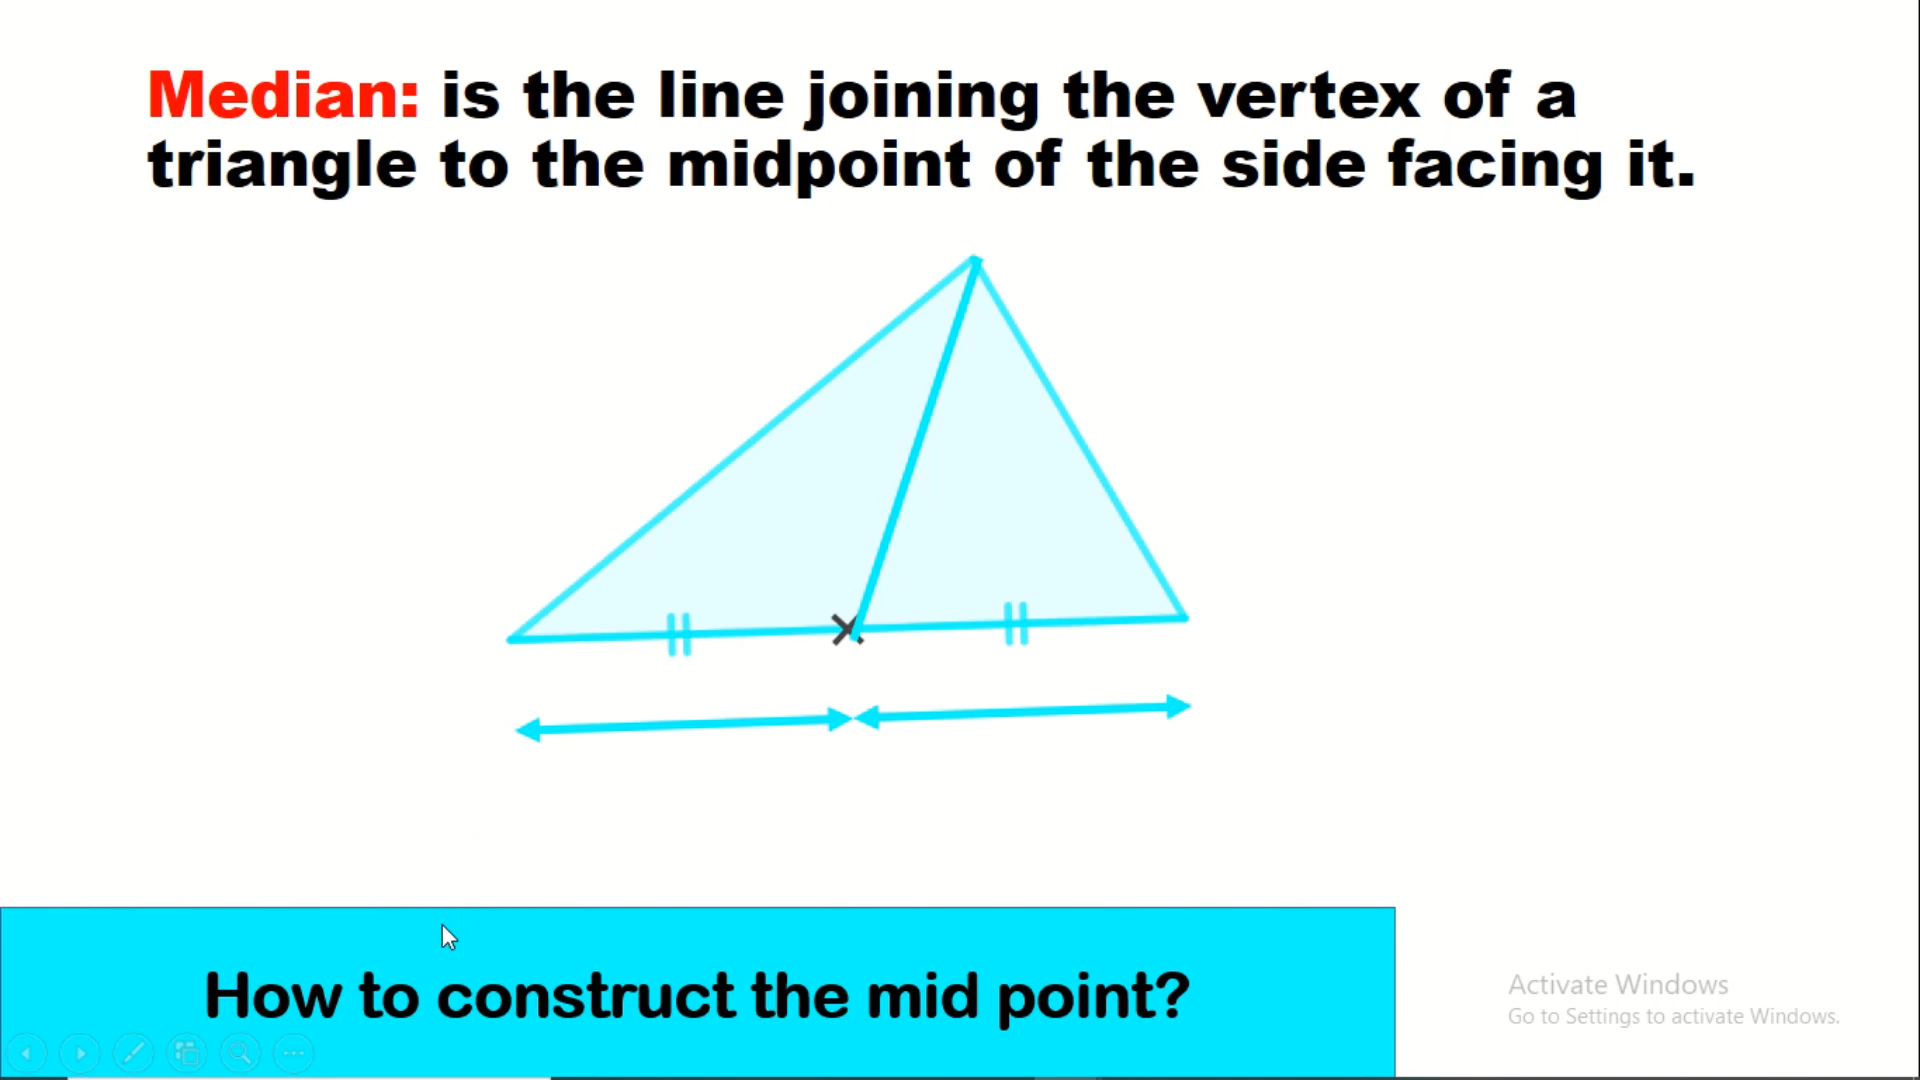 Median: is the line joining the vertex of a
triangle to the midpoint of the side facing it.
How to construct the mid point?
Activate Windows
Go to Settings to activate Windows.